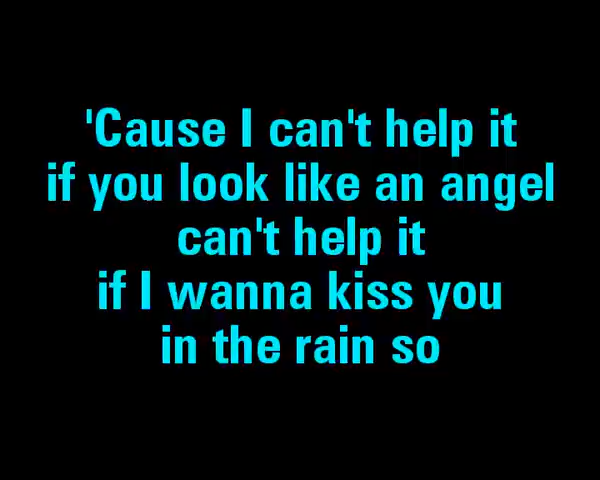 'Cause I can't help it
if you look like an angel
can't help it
if I wanna kiss you
in the rain so